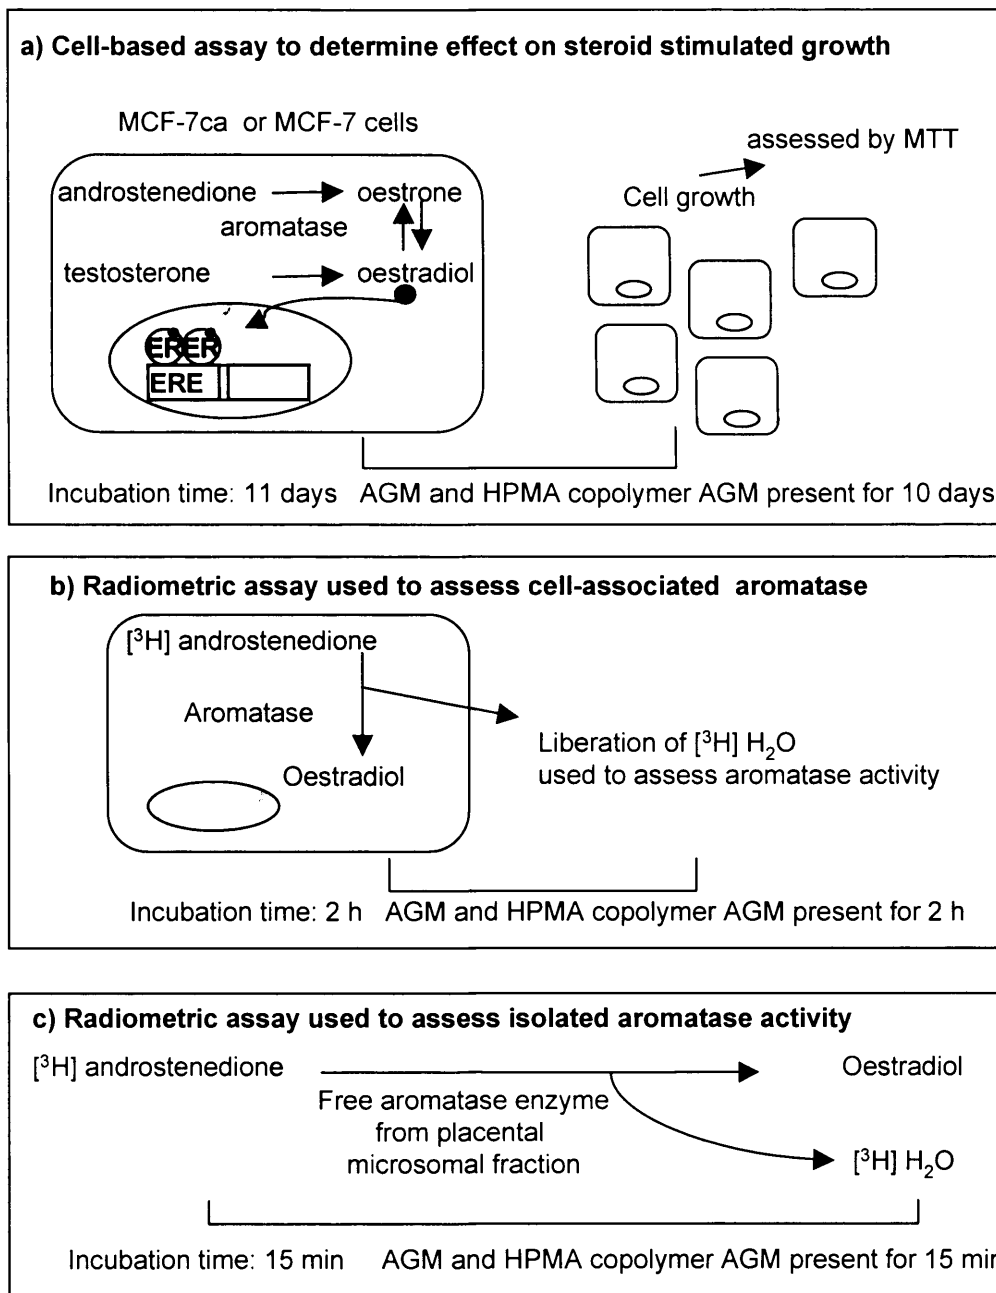 a) Cell-based assay to determine effect on steroid stimulated growth
MCF-7ca or MCF-7 cells
assessed by MTT
androstenedione
oestrone
Cell growth
aromatase
testosterone
oestradiol
ER ER
ERE
Incubation time: 11 days AGM and HPMA copolymer AGM present for 10 days
b) Radiometric assay used to assess cell-associated aromatase
[³H] androstenedione
Aromatase
Liberation of [³H] H₂O
used to assess aromatase activity
Oestradiol
Incubation time: 2 h AGM and HPMA copolymer AGM present for 2 h
c) Radiometric assay used to assess isolated aromatase activity
[³H] androstenedione
Oestradiol
Free aromatase enzyme
from placental
microsomal fraction
[³H] H₂O
Incubation time: 15 min AGM and HPMA copolymer AGM present for 15 min